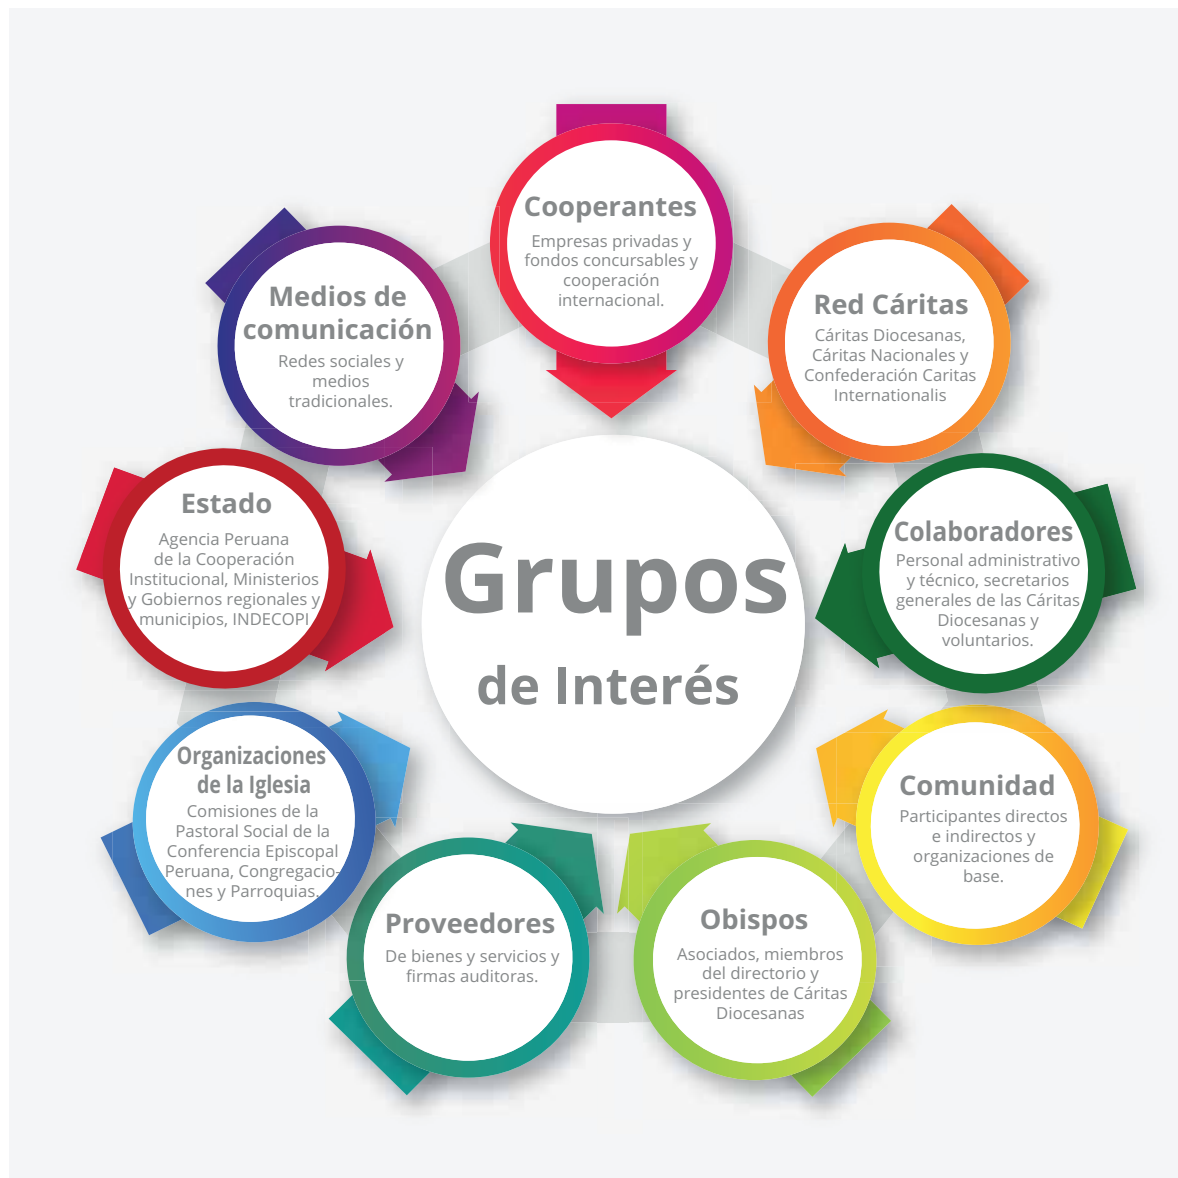 Cooperantes
Empresas privadas y
fondos concursables y
cooperación
internacional.
Red Cáritas
Cáritas Diocesanas,
Cáritas Nacionales y
Confederación Caritas
Internationalis
Colaboradores
Personal administrativo
y técnico, secretarios
generales de las Cáritas
Diocesanas y
voluntarios.
Comunidad
Participantes directos
e indirectos y
organizaciones de
base.
Obispos
Asociados, miembros
del directorio y
presidentes de Cáritas
Diocesanas
Proveedores
De bienes y servicios y
firmas auditoras.
Organizaciones
de la Iglesia
Comisiones de la
Pastoral Social de la
Conferencia Episcopal
Peruana, Congregacio-
nes y Parroquias.
Estado
Agencia Peruana
de la Cooperación
Institucional, Ministerios
y Gobiernos regionales y
municipios, INDECOPI
Medios de
comunicación
Redes sociales y
medios
tradicionales.
Grupos
de Interés